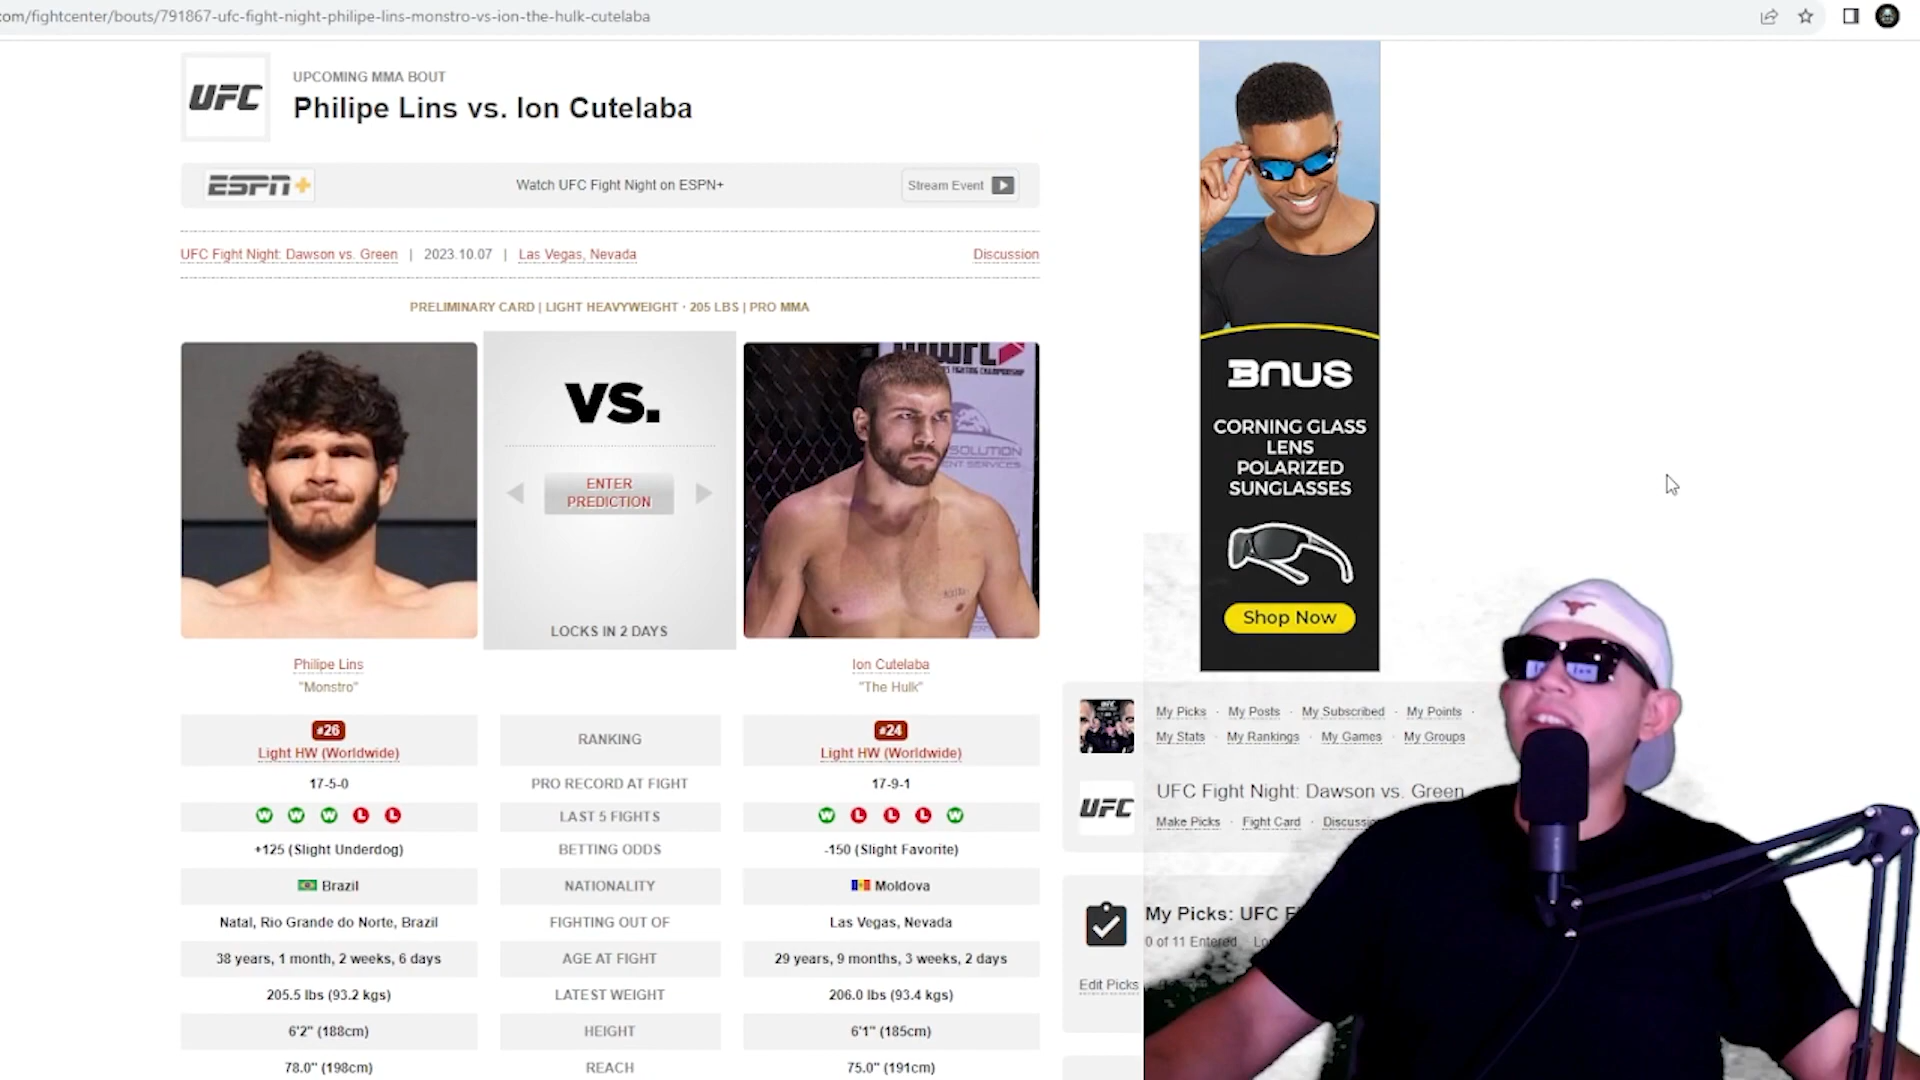 com/fightcenter/bouts/791867-ufc-fight-night-philipe-lins-monstro-vs-ion-the-hulk-cutelaba
UFC
UPCOMING MMA BOUT
Philipe Lins vs. Ion Cutelaba
ESPN+
Watch UFC Fight Night on ESPN+
Stream Event
UFC Fight Night: Dawson vs. Green | 2023.10.07 | Las Vegas, Nevada
Discussion
PRELIMINARY CARD | LIGHT HEAVYWEIGHT · 205 LBS | PRO MMA
VS.
ENTER
PREDICTION
LOCKS IN 2 DAYS
Philipe Lins
"Monstro"
Ion Cutelaba
"The Hulk"
#26 RANKING #24
Light HW (Worldwide) Light HW (Worldwide)
17-5-0 PRO RECORD AT FIGHT 17-9-1
W W W L L LAST 5 FIGHTS W L L L W
+125 (Slight Underdog) BETTING ODDS -150 (Slight Favorite)
Brazil NATIONALITY Moldova
Natal, Rio Grande do Norte, Brazil FIGHTING OUT OF Las Vegas, Nevada
38 years, 1 month, 2 weeks, 6 days AGE AT FIGHT 29 years, 9 months, 3 weeks, 2 days
205.5 lbs (93.2 kgs) LATEST WEIGHT 206.0 lbs (93.4 kgs)
6'2" (188cm) HEIGHT 6'1" (185cm)
78.0" (198cm) REACH 75.0" (191cm)
BNUS
CORNING GLASS
LENS
POLARIZED
SUNGLASSES
Shop Now
My Picks · My Posts · My Subscribed · My Points ·
My Stats · My Rankings · My Games · My Groups
UFC
UFC Fight Night: Dawson vs. Green
Make Picks · Fight Card ·
My Picks: UFC
0 of 11 Entered
Edit Picks